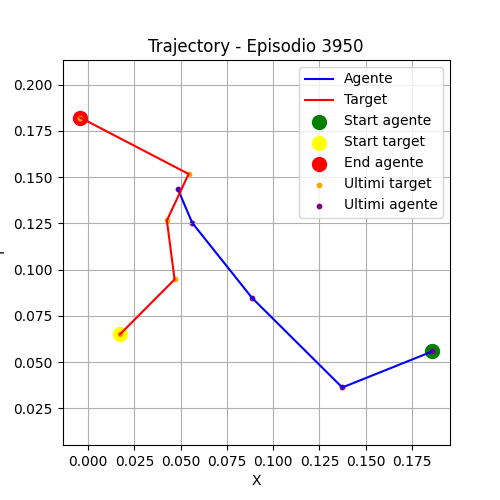 Trajectory - Episodio 3950
Agente
Target
Start agente
Start target
End agente
Ultimi target
Ultimi agente
0.200
0.175
0.150
0.125
0.100
0.075
0.050
0.025
0.000 0.025 0.050 0.075 0.100 0.125 0.150 0.175
X